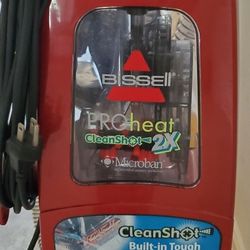 BISSELL
PROheat
CleanShot 2X
Microban
CleanShot
Built-in Tough